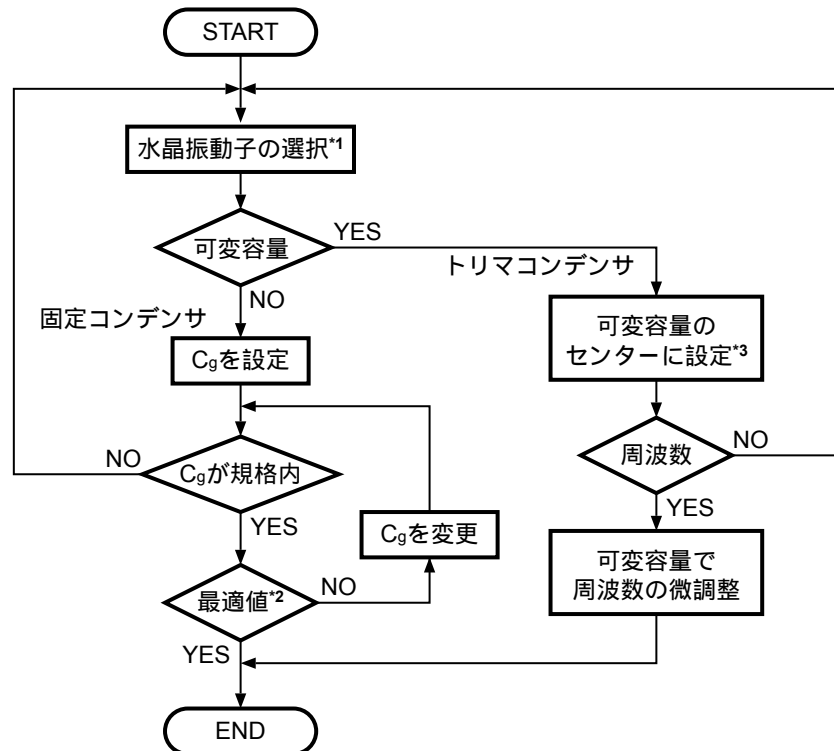 START
水晶振動子の選択*1
可変容量
YES
トリマコンデンサ
NO
固定コンデンサ
Cgを設定
可変容量の
センターに設定*3
NO
Cgが規格内
YES
周波数
NO
YES
Cgを変更
可変容量で
周波数の微調整
最適値*2
NO
YES
END